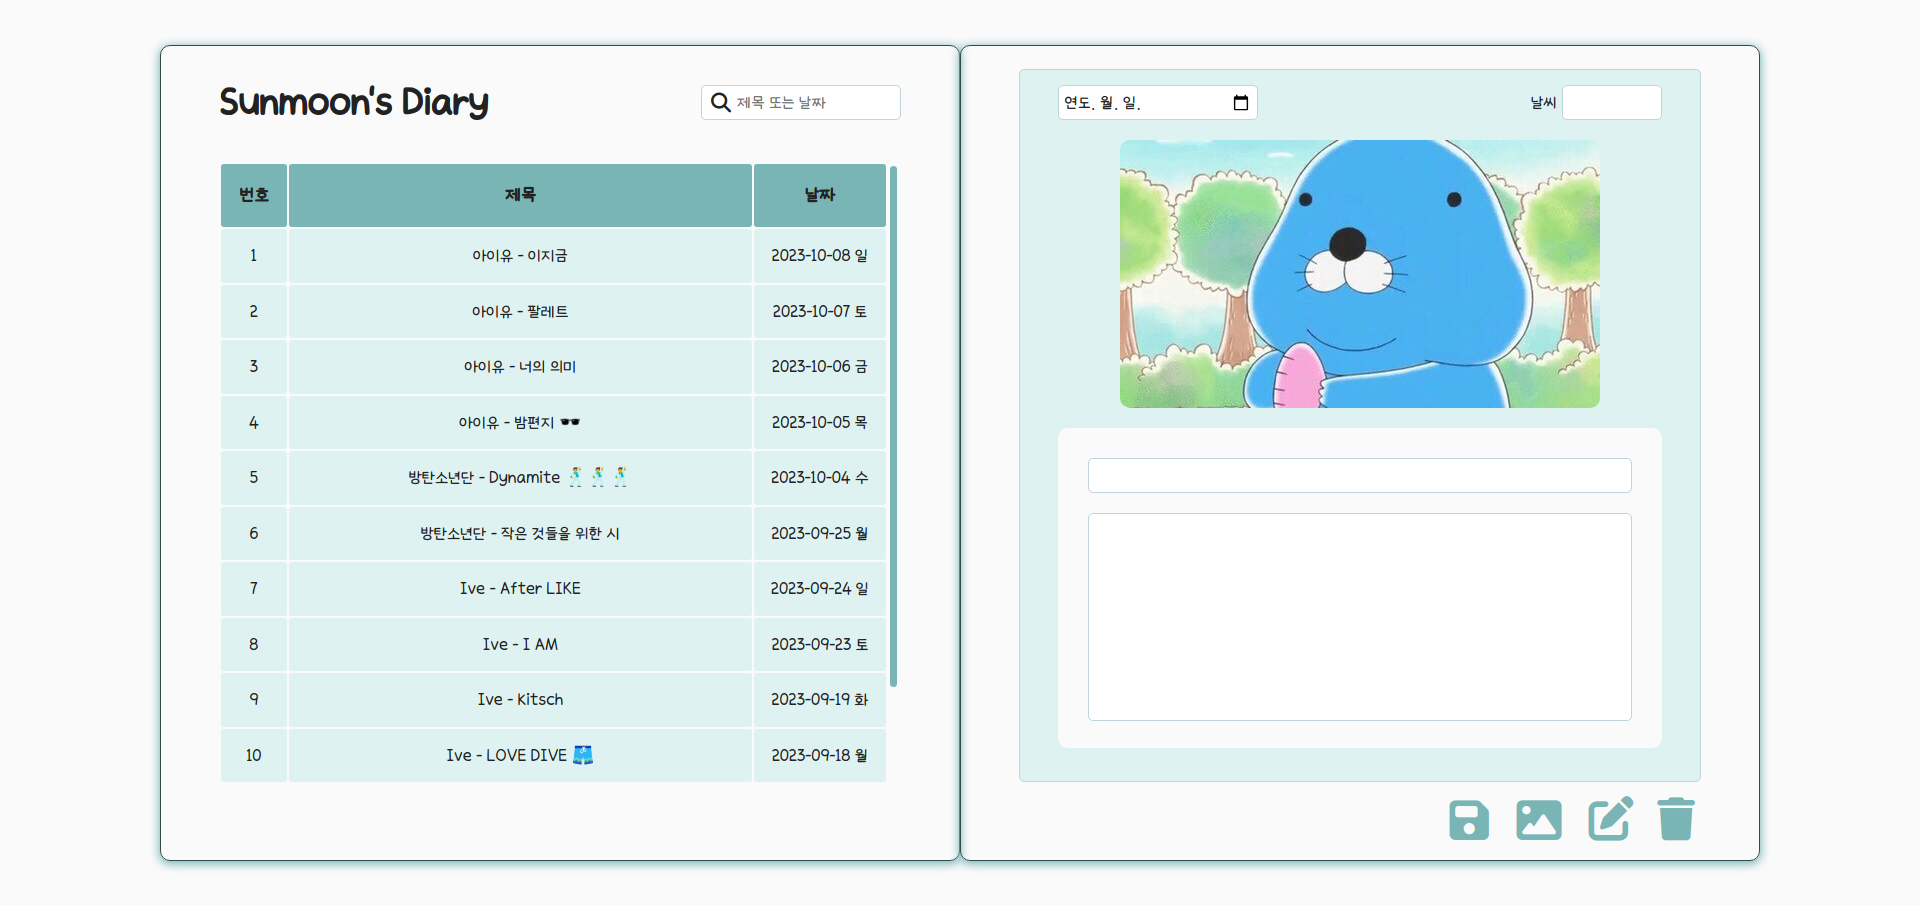 Sunmoon's Diary
제목 또는 날짜
번호 제목 날짜
1 아이유 - 이지금 2023-10-08 일
2 아이유 - 팔레트 2023-10-07 토
3 아이유 - 너의 의미 2023-10-06 금
4 아이유 - 밤편지 🕶️ 2023-10-05 목
5 방탄소년단 - Dynamite 🕺🕺🕺 2023-10-04 수
6 방탄소년단 - 작은 것들을 위한 시 2023-09-25 월
7 Ive - After LIKE 2023-09-24 일
8 Ive - I AM 2023-09-23 토
9 Ive - Kitsch 2023-09-19 화
10 Ive - LOVE DIVE 🩳 2023-09-18 월
연도. 월. 일.
날씨